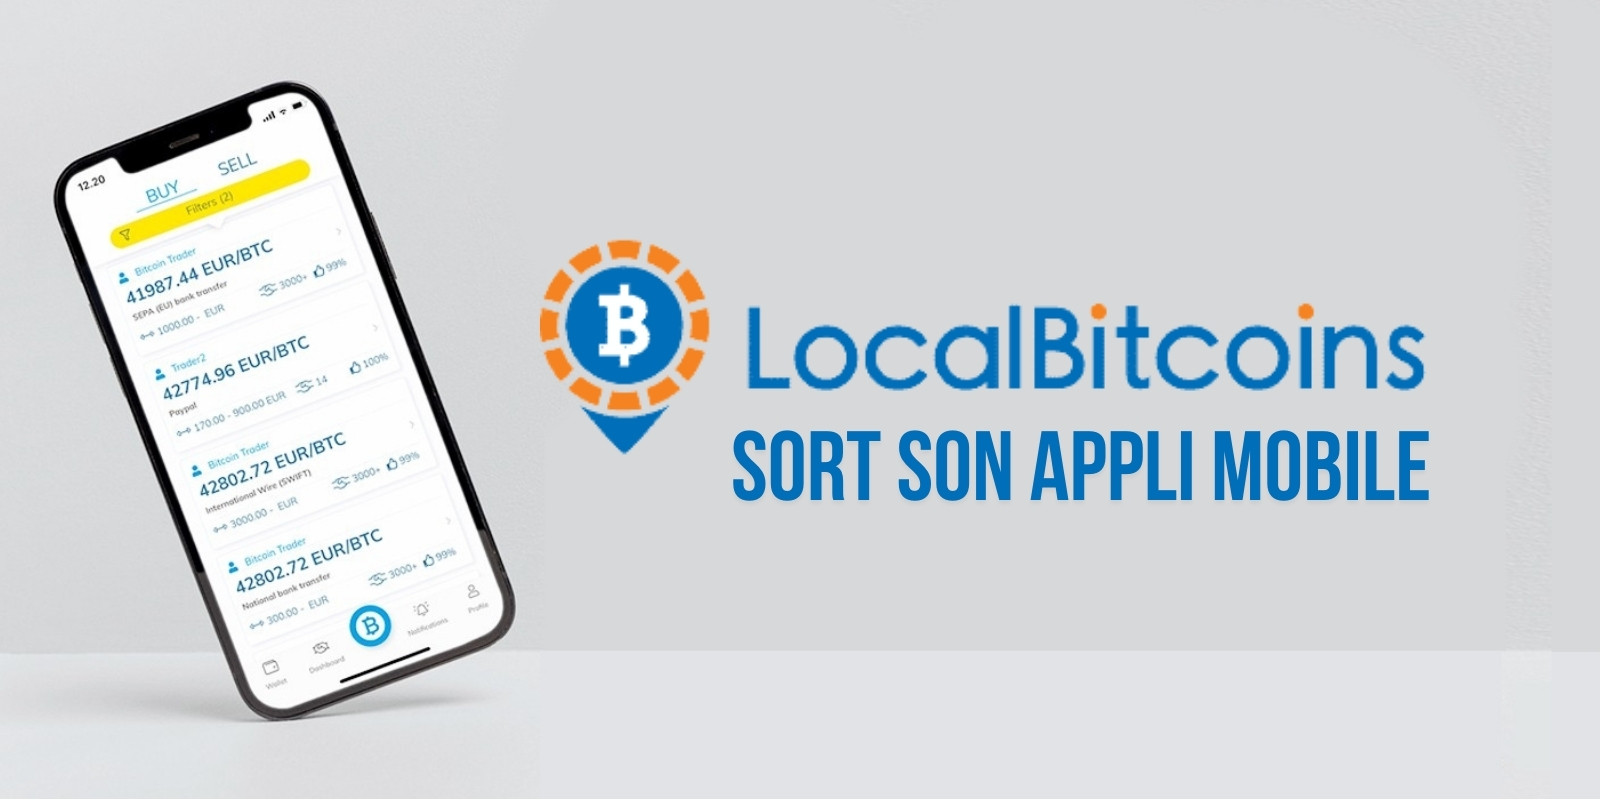 12.20
BUY SELL
Filters (2)
Bitcoin Trader
41987.44 EUR/BTC
SEPA (EU) bank transfer
1000.00 - EUR 3000+ 99%
Trader2
42774.96 EUR/BTC
Paypal
170.00 - 900.00 EUR 14 100%
Bitcoin Trader
42802.72 EUR/BTC
International Wire (SWIFT)
3000.00 - EUR 3000+ 99%
Bitcoin Trader
42802.72 EUR/BTC
National bank transfer
300.00 - EUR 3000+ 99%
Wallet Dashboard Notifications Profile
LocalBitcoins
SORT SON APPLI MOBILE